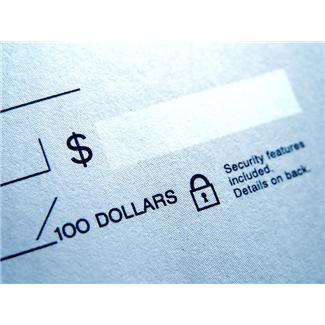 $
/100 DOLLARS
Security features
included.
Details on back.